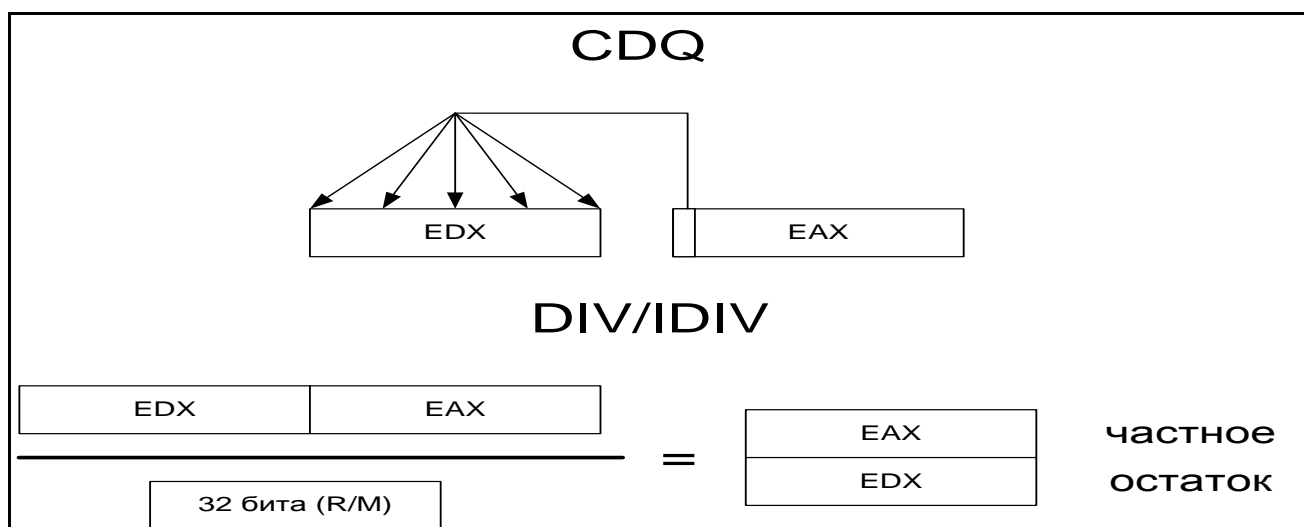 CDQ
EDX EAX
DIV/IDIV
EDX EAX
32 бита (R/M)
=
EAX частное
EDX остаток